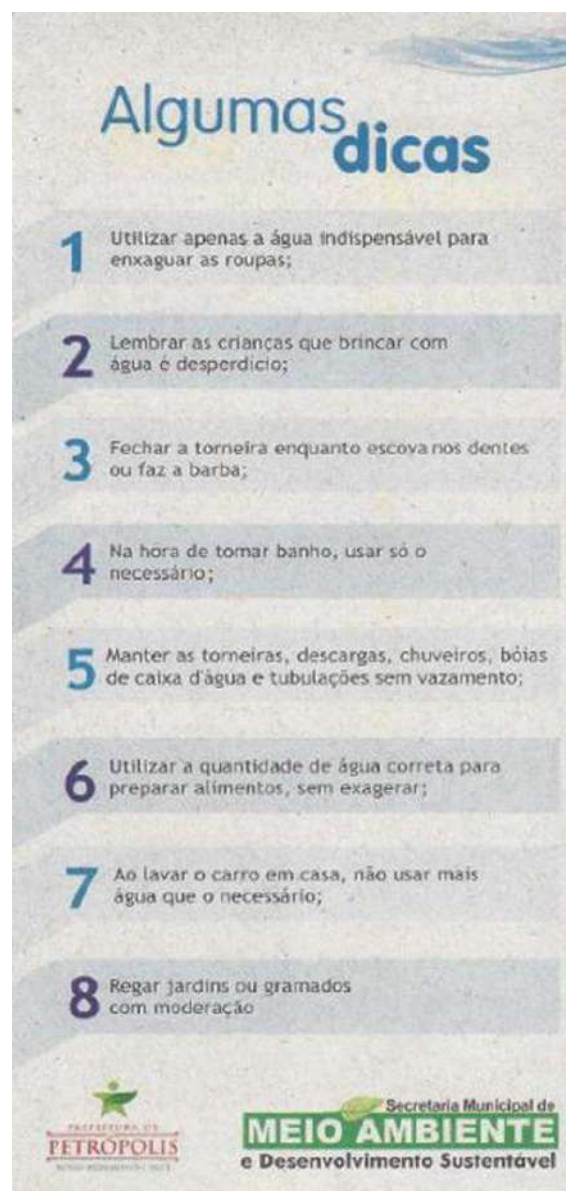 Algumas
dicas
1 Utilizar apenas a água indispensável para
enxaguar as roupas;
2 Lembrar as crianças que brincar com
água é desperdício;
3 Fechar a torneira enquanto escova nos dentes
ou faz a barba;
4 Na hora de tomar banho, usar só o
necessário;
5 Manter as torneiras, descargas, chuveiros, bóias
de caixa d'água e tubulações sem vazamento;
6 Utilizar a quantidade de água correta para
preparar alimentos, sem exagerar;
7 Ao lavar o carro em casa, não usar mais
água que o necessário;
8 Regar jardins ou gramados
com moderação
PREFEITURA DE
PETRÓPOLIS
Secretaria Municipal de
MEIO AMBIENTE
e Desenvolvimento Sustentável